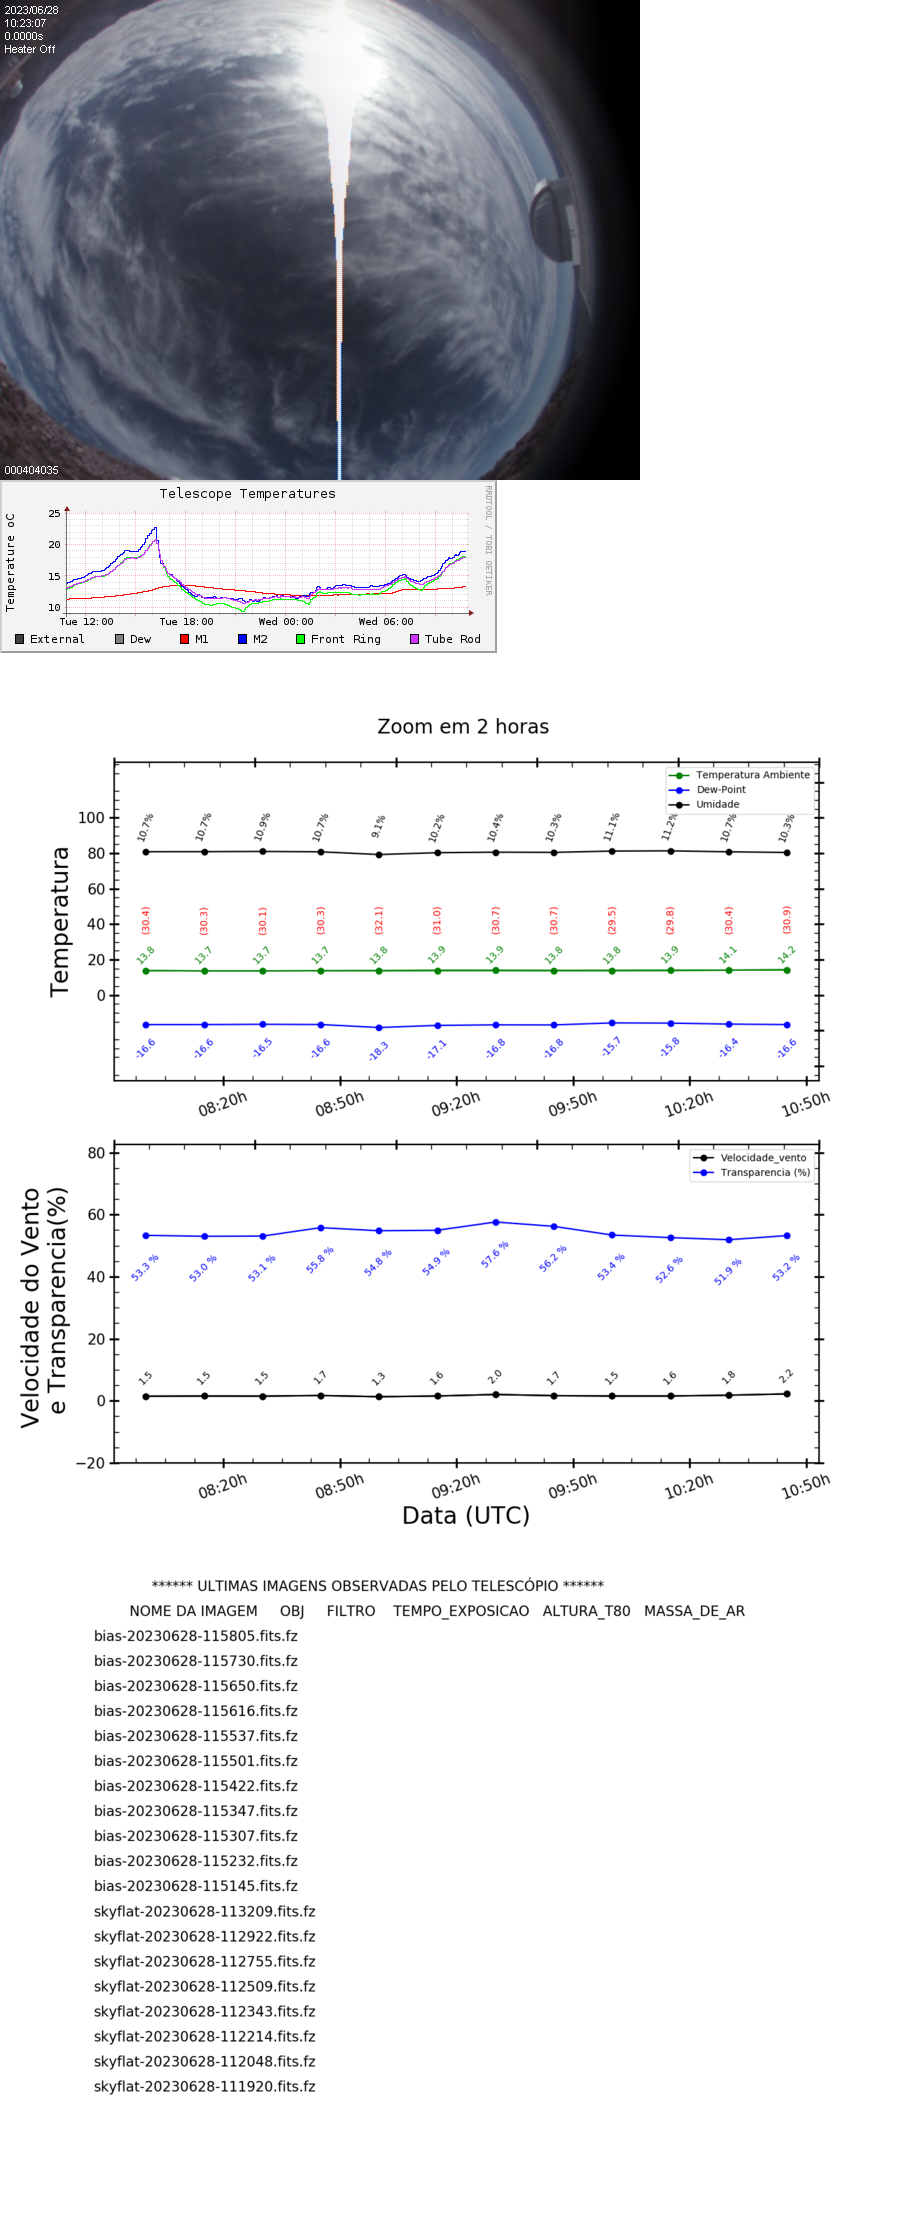 2023/06/28
10:23:07
0.0000s
Heater Off
000404035
Telescope Temperatures
RRDTOOL / TOBI OETIKER
Temperature oC
25
20
15
10
Tue 12:00 Tue 18:00 Wed 00:00 Wed 06:00
External Dew M1 M2 Front Ring Tube Rod
Zoom em 2 horas
Temperatura Ambiente
Dew-Point
Umidade
Temperatura
100
80
60
40
20
0
10.7% 10.7% 10.9% 10.7% 9.1% 10.2% 10.4% 10.3% 11.1% 11.2% 10.7% 10.3%
(30.4) (30.3) (30.1) (30.3) (32.1) (31.0) (30.7) (30.7) (29.5) (29.8) (30.4) (30.9)
13.8 13.7 13.7 13.7 13.8 13.9 13.9 13.8 13.8 13.9 14.1 14.2
-16.6 -16.6 -16.5 -16.6 -18.3 -17.1 -16.8 -16.8 -15.7 -15.8 -16.4 -16.6
08:20h 08:50h 09:20h 09:50h 10:20h 10:50h
Velocidade_vento
Transparencia (%)
Velocidade do Vento
e Transparencia(%)
80
60
40
20
0
−20
53.3 % 53.0 % 53.1 % 55.8 % 54.8 % 54.9 % 57.6 % 56.2 % 53.4 % 52.6 % 51.9 % 53.2 %
1.5 1.5 1.5 1.7 1.3 1.6 2.0 1.7 1.5 1.6 1.8 2.2
08:20h 08:50h 09:20h 09:50h 10:20h 10:50h
Data (UTC)
****** ULTIMAS IMAGENS OBSERVADAS PELO TELESCÓPIO ******
NOME DA IMAGEM OBJ FILTRO TEMPO_EXPOSICAO ALTURA_T80 MASSA_DE_AR
bias-20230628-115805.fits.fz
bias-20230628-115730.fits.fz
bias-20230628-115650.fits.fz
bias-20230628-115616.fits.fz
bias-20230628-115537.fits.fz
bias-20230628-115501.fits.fz
bias-20230628-115422.fits.fz
bias-20230628-115347.fits.fz
bias-20230628-115307.fits.fz
bias-20230628-115232.fits.fz
bias-20230628-115145.fits.fz
skyflat-20230628-113209.fits.fz
skyflat-20230628-112922.fits.fz
skyflat-20230628-112755.fits.fz
skyflat-20230628-112509.fits.fz
skyflat-20230628-112343.fits.fz
skyflat-20230628-112214.fits.fz
skyflat-20230628-112048.fits.fz
skyflat-20230628-111920.fits.fz